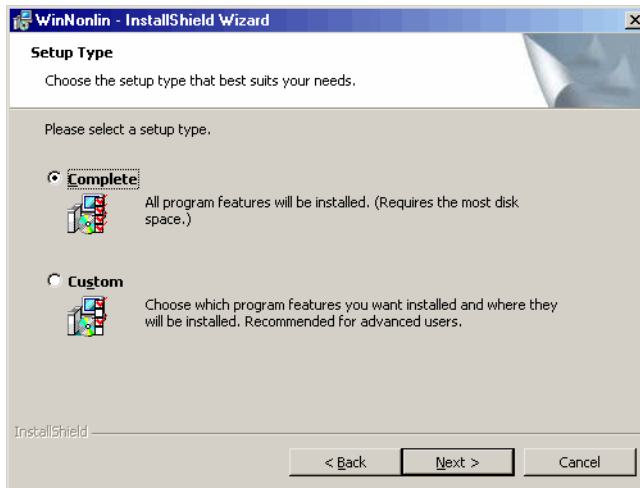 WinNonlin - InstallShield Wizard
Setup Type
Choose the setup type that best suits your needs.
Please select a setup type.
Complete
All program features will be installed. (Requires the most disk
space.)
Custom
Choose which program features you want installed and where they
will be installed. Recommended for advanced users.
InstallShield
< Back Next > Cancel